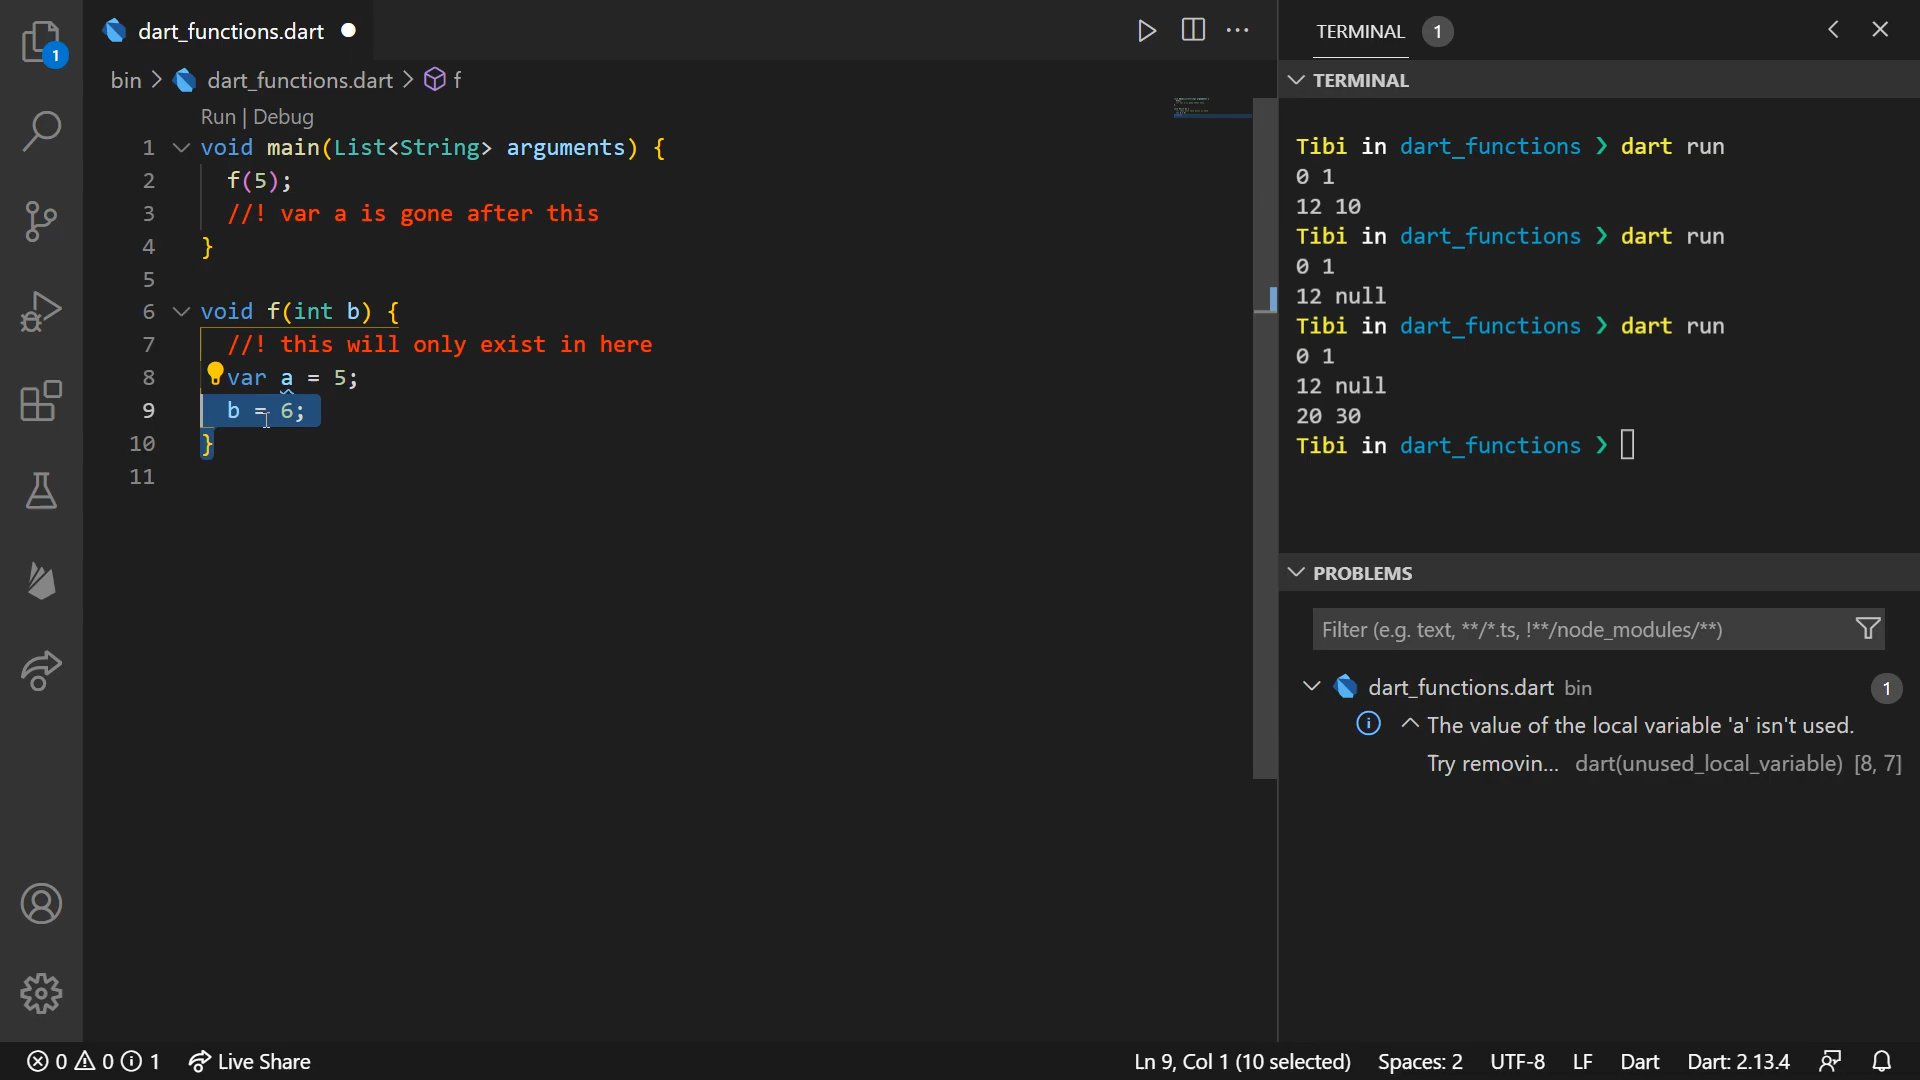 1
dart_functions.dart
bin > dart_functions.dart > f
Run | Debug
1 void main(List<String> arguments) {
2 f(5);
3 //! var a is gone after this
4 }
5
6 void f(int b) {
7 //! this will only exist in here
8 var a = 5;
9 b = 6;
10 }
11
TERMINAL 1
TERMINAL
Tibi in dart_functions ❯ dart run
0 1
12 10
Tibi in dart_functions ❯ dart run
0 1
12 null
Tibi in dart_functions ❯ dart run
0 1
12 null
20 30
Tibi in dart_functions ❯
PROBLEMS
Filter (e.g. text, **/*.ts, !**/node_modules/**)
dart_functions.dart bin 1
The value of the local variable 'a' isn't used.
Try removin... dart(unused_local_variable) [8, 7]
0 0 1 Live Share
Ln 9, Col 1 (10 selected) Spaces: 2 UTF-8 LF Dart Dart: 2.13.4